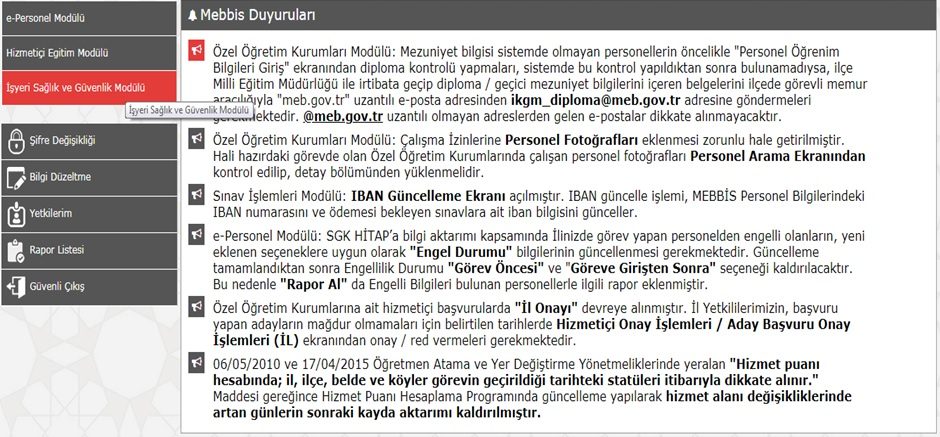 e-Personel Modülü
Hizmetiçi Egitim Modülü
İşyeri Sağlık ve Güvenlik Modülü
İşyeri Sağlık ve Güvenlik Modülü
Şifre Değişikliği
Bilgi Düzeltme
Yetkilerim
Rapor Listesi
Güvenli Çıkış
Mebbis Duyuruları
Özel Öğretim Kurumları Modülü: Mezuniyet bilgisi sistemde olmayan personellerin öncelikle "Personel Öğrenim
Bilgileri Giriş" ekranından diploma kontrolü yapmaları, sistemde bu kontrol yapıldıktan sonra bulunamadıysa, ilçe
Milli Eğitim Müdürlüğü ile irtibata geçip diploma / geçici mezuniyet bilgilerini içeren belgelerini ilçede görevli memur
aracılığıyla "meb.gov.tr" uzantılı e-posta adresinden ikgm_diploma@meb.gov.tr adresine göndermeleri
gerekmektedir. @meb.gov.tr uzantılı olmayan adreslerden gelen e-postalar dikkate alınmayacaktır.
Özel Öğretim Kurumları Modülü: Çalışma İzinlerine Personel Fotoğrafları eklenmesi zorunlu hale getirilmiştir.
Hali hazırdaki görevde olan Özel Öğretim Kurumlarında çalışan personel fotoğrafları Personel Arama Ekranından
kontrol edilip, detay bölümünden yüklenmelidir.
Sınav İşlemleri Modülü: IBAN Güncelleme Ekranı açılmıştır. IBAN güncelle işlemi, MEBBİS Personel Bilgilerindeki
IBAN numarasını ve ödemesi bekleyen sınavlara ait iban bilgisini günceller.
e-Personel Modülü: SGK HİTAP’a bilgi aktarımı kapsamında İlinizde görev yapan personelden engelli olanların, yeni
eklenen seçeneklere uygun olarak "Engel Durumu" bilgilerinin güncellenmesi gerekmektedir. Güncelleme
tamamlandıktan sonra Engellilik Durumu "Görev Öncesi" ve "Göreve Girişten Sonra" seçeneği kaldırılacaktır.
Bu nedenle "Rapor Al" da Engelli Bilgileri bulunan personellerle ilgili rapor eklenmiştir.
Özel Öğretim Kurumlarına ait hizmetiçi başvurularda "İl Onayı" devreye alınmıştır. İl Yetkililerimizin, başvuru
yapan adayların mağdur olmamaları için belirtilen tarihlerde Hizmetiçi Onay İşlemleri / Aday Başvuru Onay
İşlemleri (İL) ekranından onay / red vermeleri gerekmektedir.
06/05/2010 ve 17/04/2015 Öğretmen Atama ve Yer Değiştirme Yönetmeliklerinde yeralan "Hizmet puanı
hesabında; il, ilçe, belde ve köyler görevin geçirildiği tarihteki statüleri itibarıyla dikkate alınır."
Maddesi gereğince Hizmet Puanı Hesaplama Programında güncelleme yapılarak hizmet alanı değişikliklerinde
artan günlerin sonraki kayda aktarımı kaldırılmıştır.